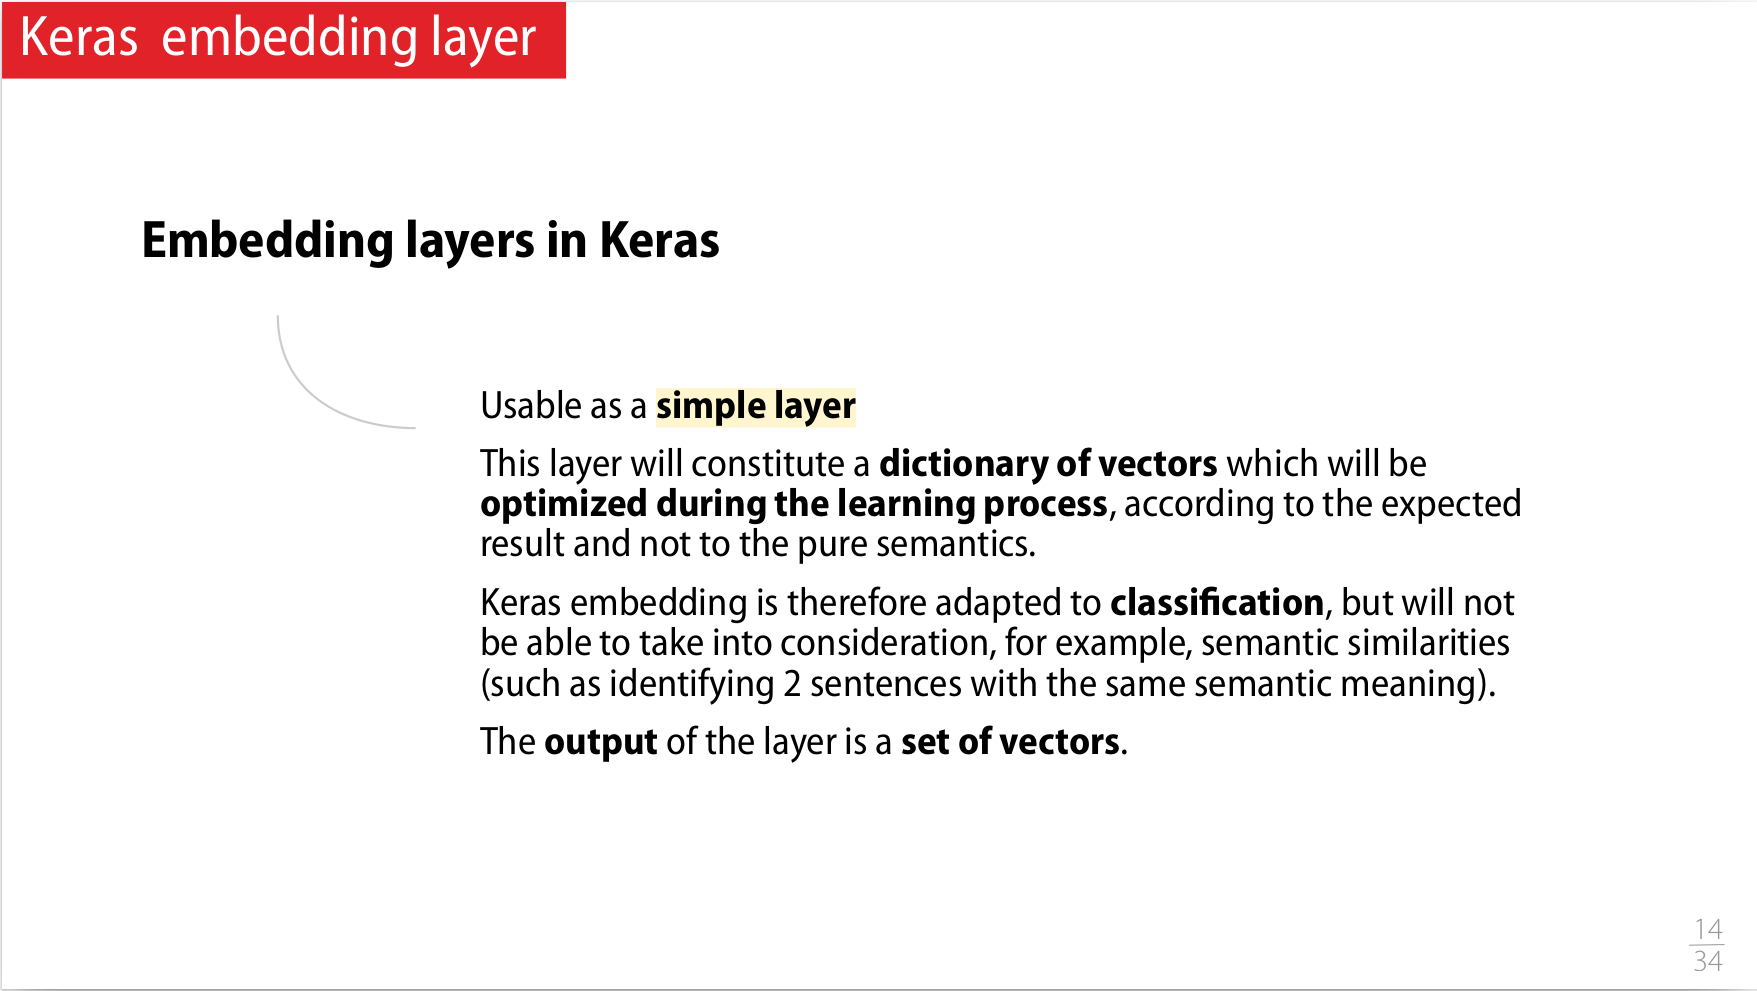 Keras embedding layer
Embedding layers in Keras
Usable as a simple layer
This layer will constitute a dictionary of vectors which will be
optimized during the learning process, according to the expected
result and not to the pure semantics.
Keras embedding is therefore adapted to classification, but will not
be able to take into consideration, for example, semantic similarities
(such as identifying 2 sentences with the same semantic meaning).
The output of the layer is a set of vectors.
14
34